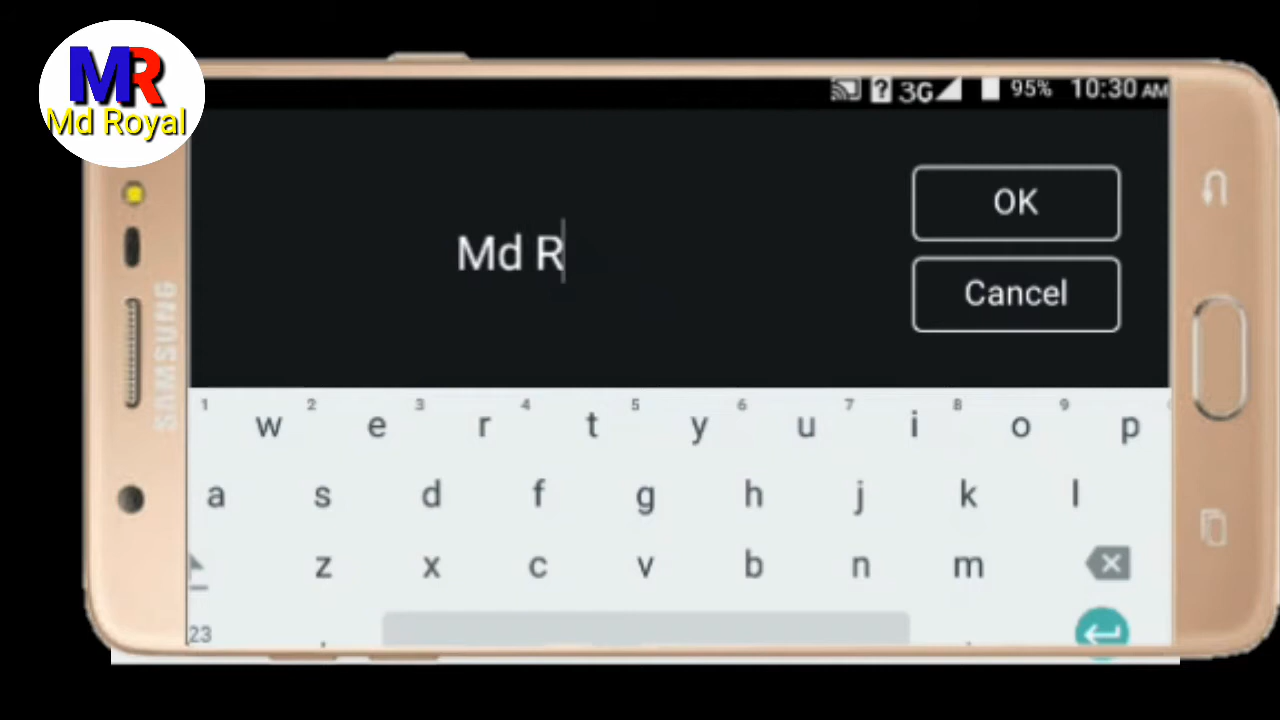 MR
Md Royal
3G 95% 10:30 AM
SAMSUNG
Md R
OK
Cancel
1 2 3 4 5 6 7 8 9
w e r t y u i o p
a s d f g h j k l
z x c v b n m
23 , .